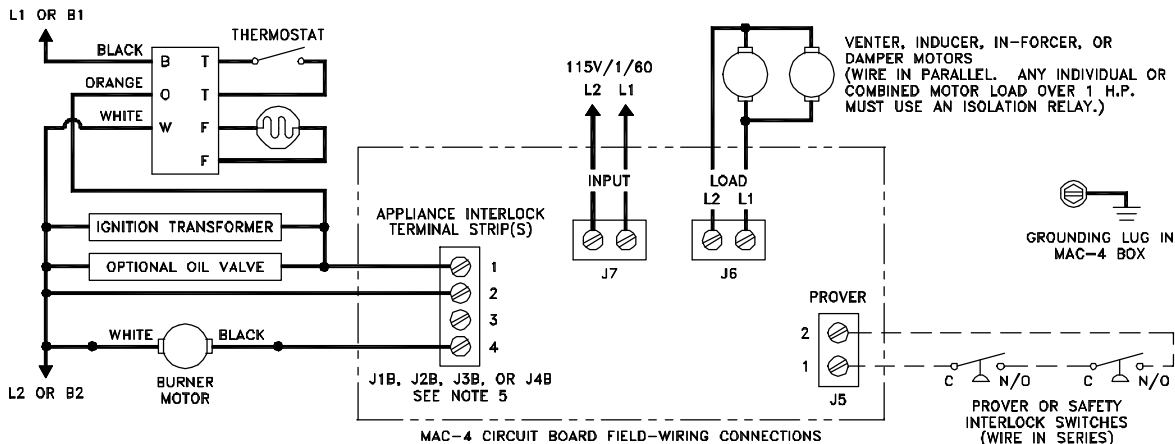 L1 OR B1
BLACK
ORANGE
WHITE
B T
O T
W F
F
THERMOSTAT
IGNITION TRANSFORMER
OPTIONAL OIL VALVE
WHITE
BLACK
BURNER
MOTOR
L2 OR B2
APPLIANCE INTERLOCK
TERMINAL STRIP(S)
1
2
3
4
J1B, J2B, J3B, OR J4B
SEE NOTE 5
115V/1/60
L2 L1
INPUT
J7
LOAD
L2 L1
J6
VENTER, INDUCER, IN-FORCER, OR
DAMPER MOTORS
(WIRE IN PARALLEL. ANY INDIVIDUAL OR
COMBINED MOTOR LOAD OVER 1 H.P.
MUST USE AN ISOLATION RELAY.)
GROUNDING LUG IN
MAC-4 BOX
PROVER
2
1
J5
C N/O
C N/O
PROVER OR SAFETY
INTERLOCK SWITCHES
(WIRE IN SERIES)
MAC-4 CIRCUIT BOARD FIELD-WIRING CONNECTIONS